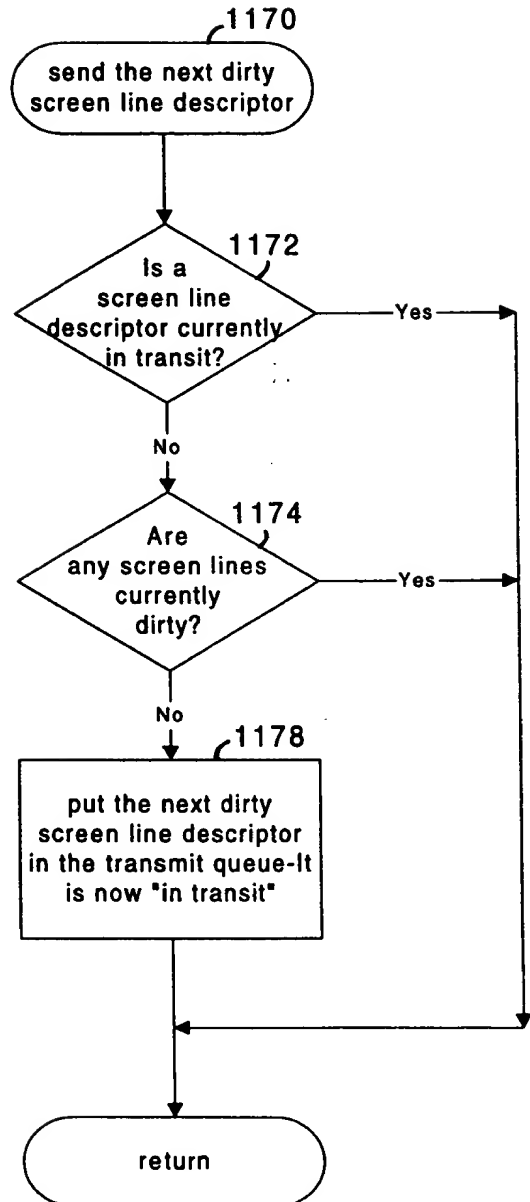 1170
send the next dirty
screen line descriptor
1172
Is a
screen line
descriptor currently
in transit?
Yes
No
1174
Are
any screen lines
currently
dirty?
Yes
No
1178
put the next dirty
screen line descriptor
in the transmit queue-It
is now "in transit"
return